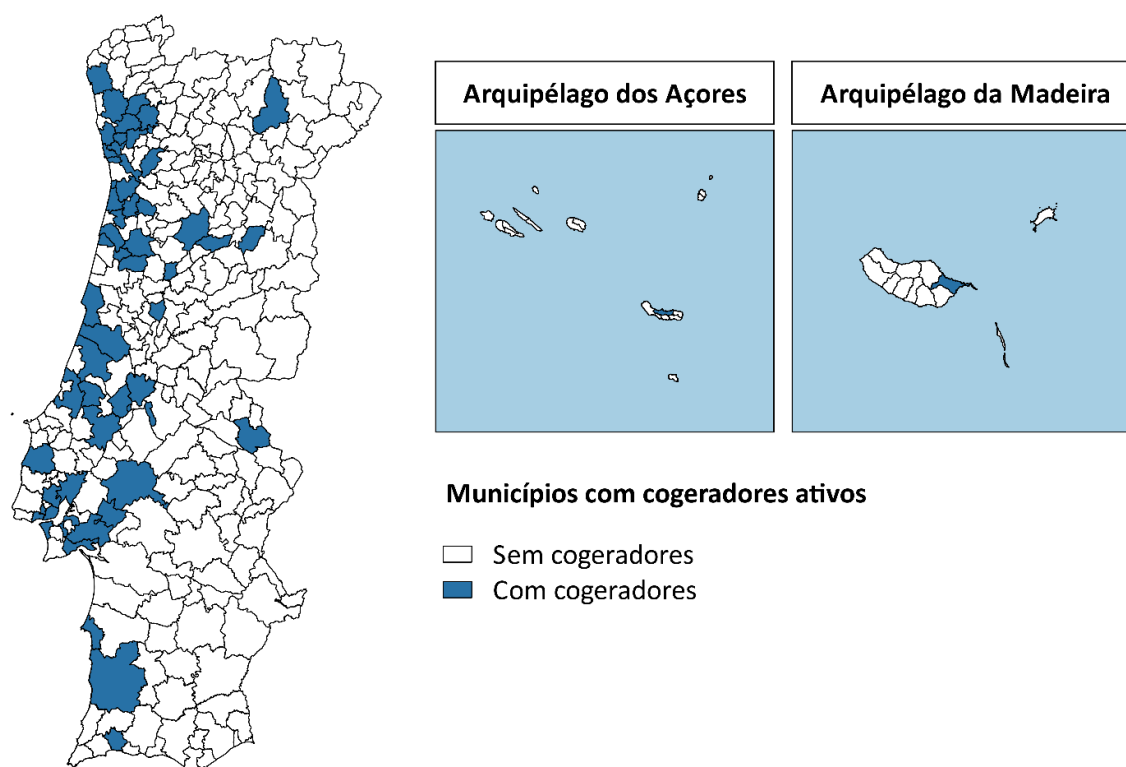 Arquipélago dos Açores
Arquipélago da Madeira
Municípios com cogeradores ativos
Sem cogeradores
Com cogeradores